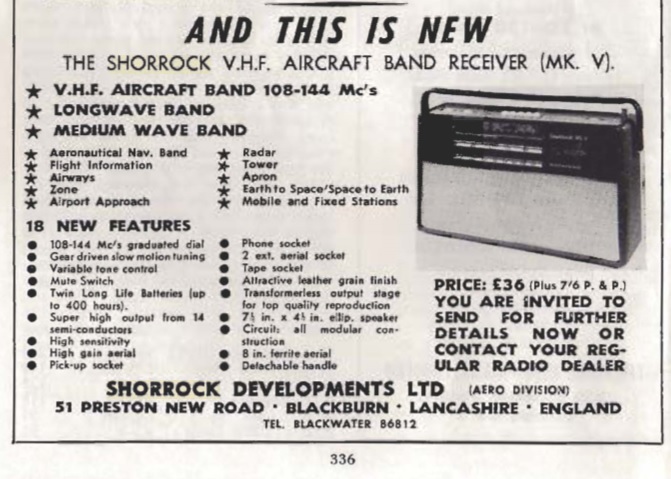 AND THIS IS NEW
THE SHORROCK V.H.F. AIRCRAFT BAND RECEIVER (MK. V).
★ V.H.F. AIRCRAFT BAND 108-144 Mc's
★ LONGWAVE BAND
★ MEDIUM WAVE BAND
★ Aeronautical Nav. Band
★ Flight Information
★ Airways
★ Zone
★ Airport Approach
★ Radar
★ Tower
★ Apron
★ Earth to Space/Space to Earth
★ Mobile and Fixed Stations
18 NEW FEATURES
● 108-144 Mc's graduated dial
● Gear driven slow motion tuning
● Variable tone control
● Mute Switch
● Twin Long Life Batteries (up
to 400 hours).
● Super high output from 14
semi-conductors
● High sensitivity
● High gain aerial
● Pick-up socket
● Phone socket
● 2 ext. aerial socket
● Tape socket
● Attractive leather grain finish
● Transformerless output stage
for top quality reproduction
● 7½ in. x 4½ in. ellip. speaker
● Circuit: all modular con-
struction
● 8 in. ferrite aerial
● Detachable handle
PRICE: £36 (Plus 7'6 P. & P.)
YOU ARE INVITED TO
SEND FOR FURTHER
DETAILS NOW OR
CONTACT YOUR REG-
ULAR RADIO DEALER
SHORROCK DEVELOPMENTS LTD (AERO DIVISION)
51 PRESTON NEW ROAD · BLACKBURN · LANCASHIRE · ENGLAND
TEL. BLACKWATER 86812
336